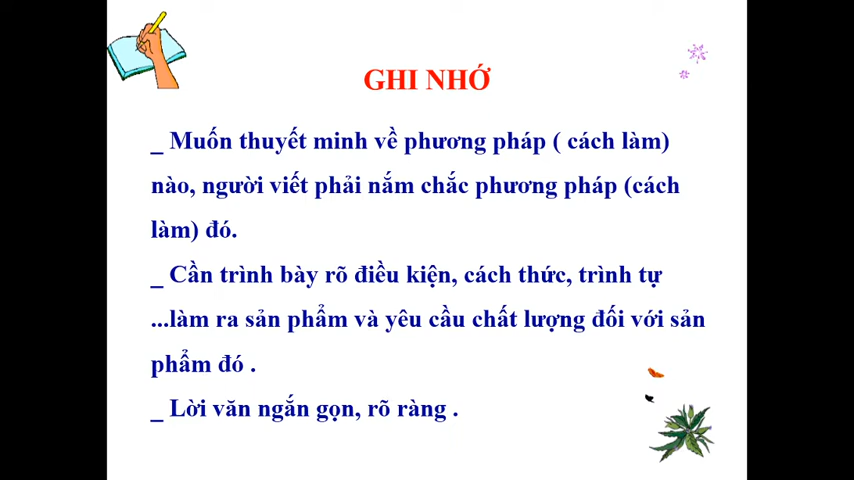 GHI NHỚ
_ Muốn thuyết minh về phương pháp ( cách làm)
nào, người viết phải nắm chắc phương pháp (cách
làm) đó.
_ Cần trình bày rõ điều kiện, cách thức, trình tự
...làm ra sản phẩm và yêu cầu chất lượng đối với sản
phẩm đó .
_ Lời văn ngắn gọn, rõ ràng .